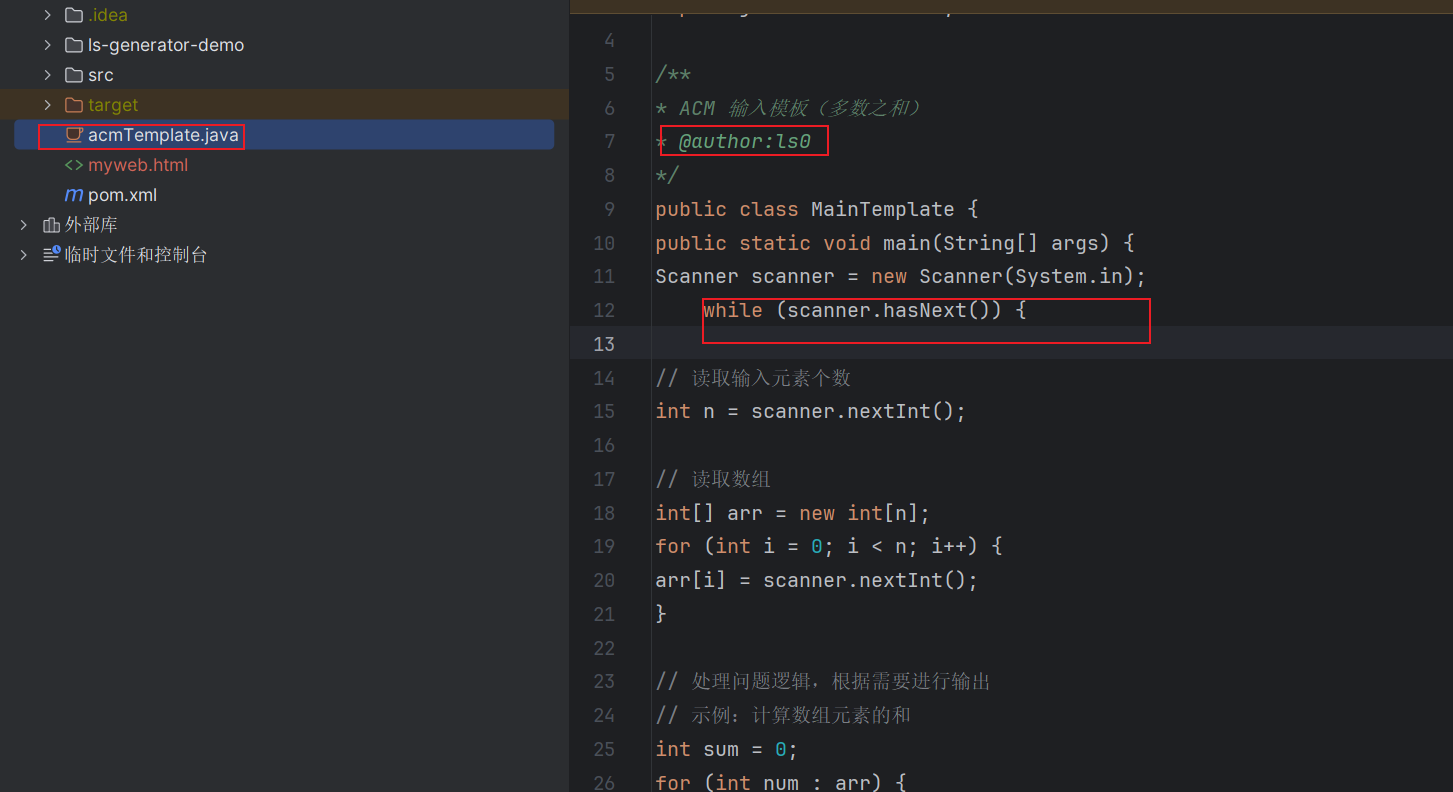 .idea
ls-generator-demo
src
target
acmTemplate.java
<> myweb.html
m pom.xml
外部库
临时文件和控制台
4
5 /**
6 * ACM 输入模板（多数之和）
7 * @author:ls0
8 */
9 public class MainTemplate {
10 public static void main(String[] args) {
11 Scanner scanner = new Scanner(System.in);
12 while (scanner.hasNext()) {
13
14 // 读取输入元素个数
15 int n = scanner.nextInt();
16
17 // 读取数组
18 int[] arr = new int[n];
19 for (int i = 0; i < n; i++) {
20 arr[i] = scanner.nextInt();
21 }
22
23 // 处理问题逻辑，根据需要进行输出
24 // 示例：计算数组元素的和
25 int sum = 0;
26 for (int num : arr) {